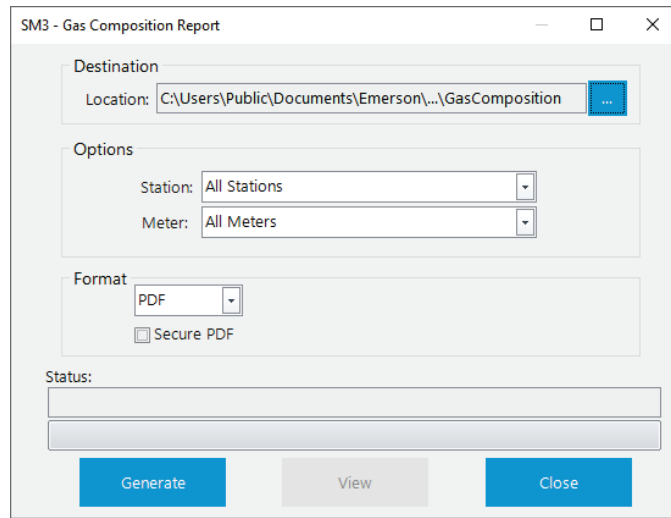 SM3 - Gas Composition Report
Destination
Location: C:\Users\Public\Documents\Emerson\...\GasComposition ...
Options
Station: All Stations
Meter: All Meters
Format
PDF
Secure PDF
Status:
Generate View Close